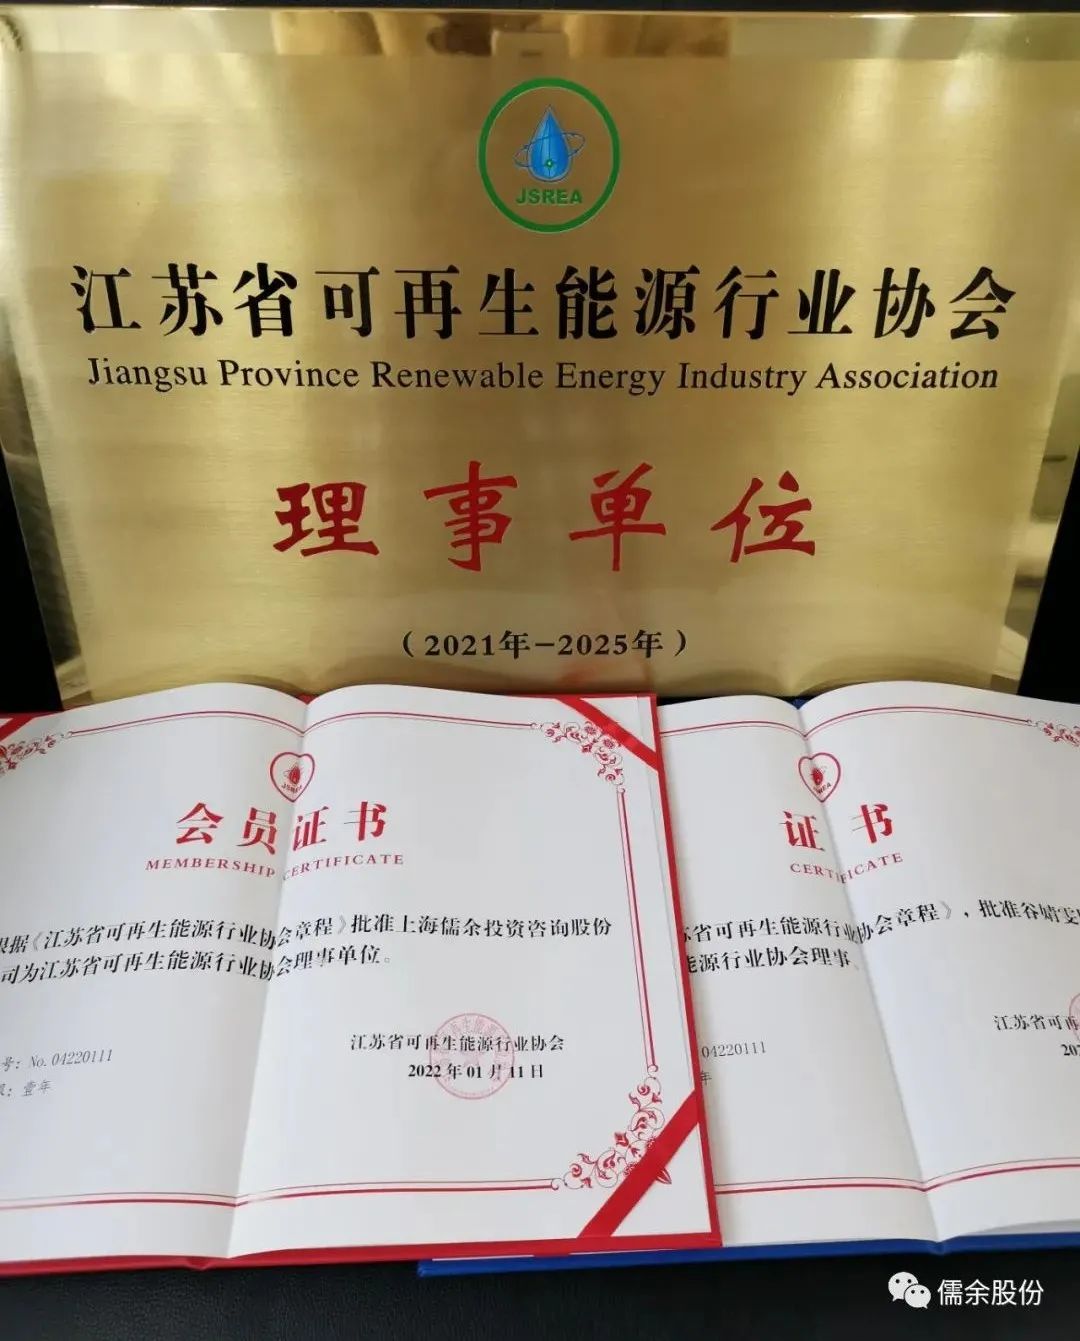 JSREA
江苏省可再生能源行业协会
Jiangsu Province Renewable Energy Industry Association
理事单位
（2021年-2025年）
JSREA
会员证书
MEMBERSHIP CERTIFICATE
根据《江苏省可再生能源行业协会章程》批准上海儒余投资咨询股份
司为江苏省可再生能源行业协会理事单位。
江苏省可再生能源行业协会
2022年01月11日
号：No. 04220111
限：壹年
JSREA
证书
CERTIFICATE
苏省可再生能源行业协会章程》，批准谷婧
能源行业协会理事。
江苏省可再
04220111
年
儒余股份